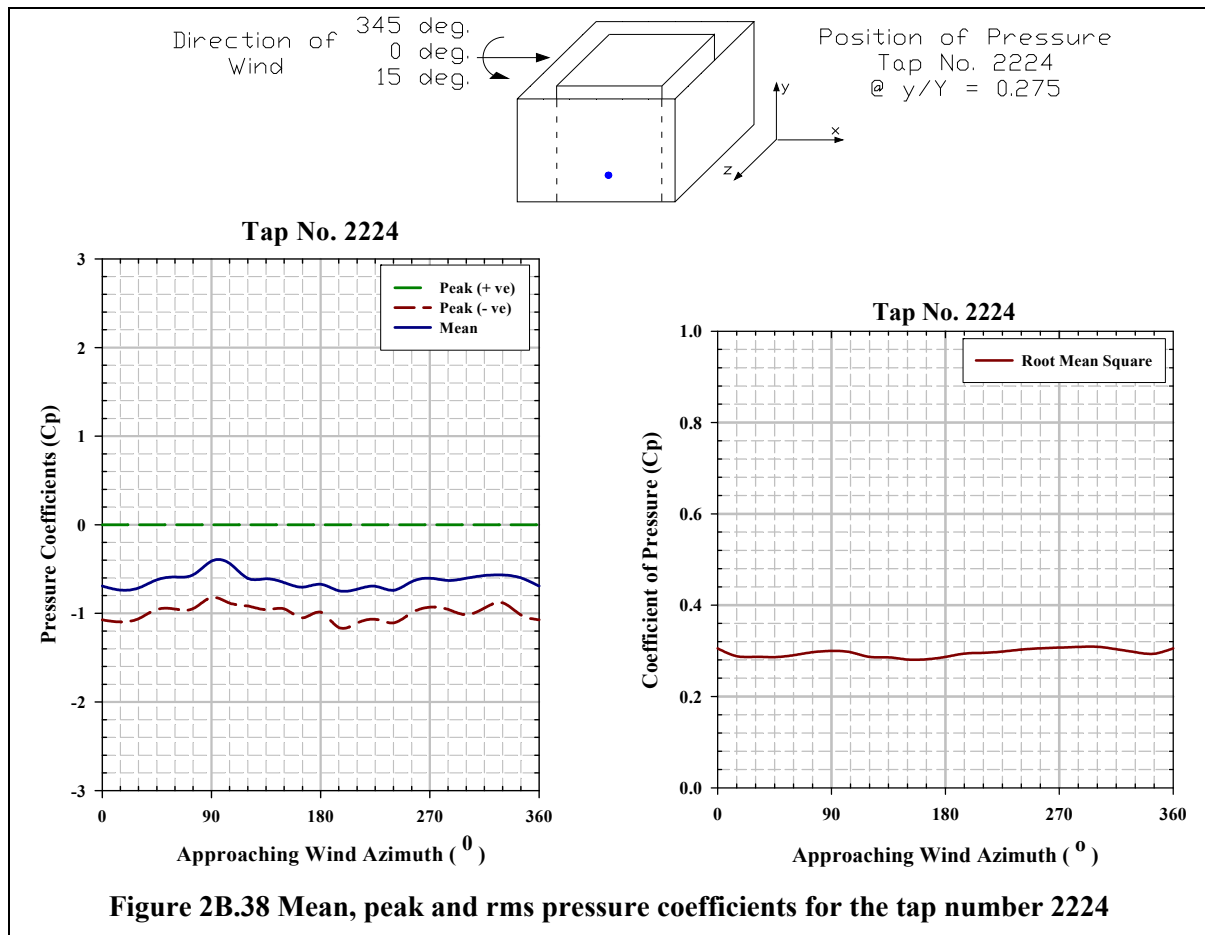 Direction of
Wind
345 deg.
0 deg.
15 deg.
Position of Pressure
Tap No. 2224
@ y/Y = 0.275
y
x
z
Tap No. 2224
Pressure Coefficients (Cp)
3
2
1
0
-1
-2
-3
Peak (+ ve)
Peak (- ve)
Mean
0
90
180
270
360
Approaching Wind Azimuth ( 0 )
Tap No. 2224
Coefficient of Pressure (Cp)
1.0
0.8
0.6
0.4
0.2
0.0
Root Mean Square
0
90
180
270
360
Approaching Wind Azimuth ( o )
Figure 2B.38 Mean, peak and rms pressure coefficients for the tap number 2224